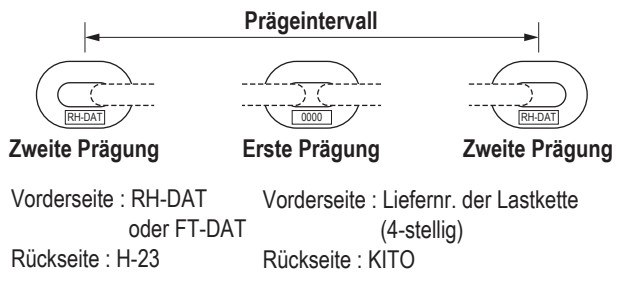 Prägeintervall
RH-DAT 0000 RH-DAT
Zweite Prägung Erste Prägung Zweite Prägung
Vorderseite : RH-DAT
oder FT-DAT
Rückseite : H-23
Vorderseite : Liefernr. der Lastkette
(4-stellig)
Rückseite : KITO